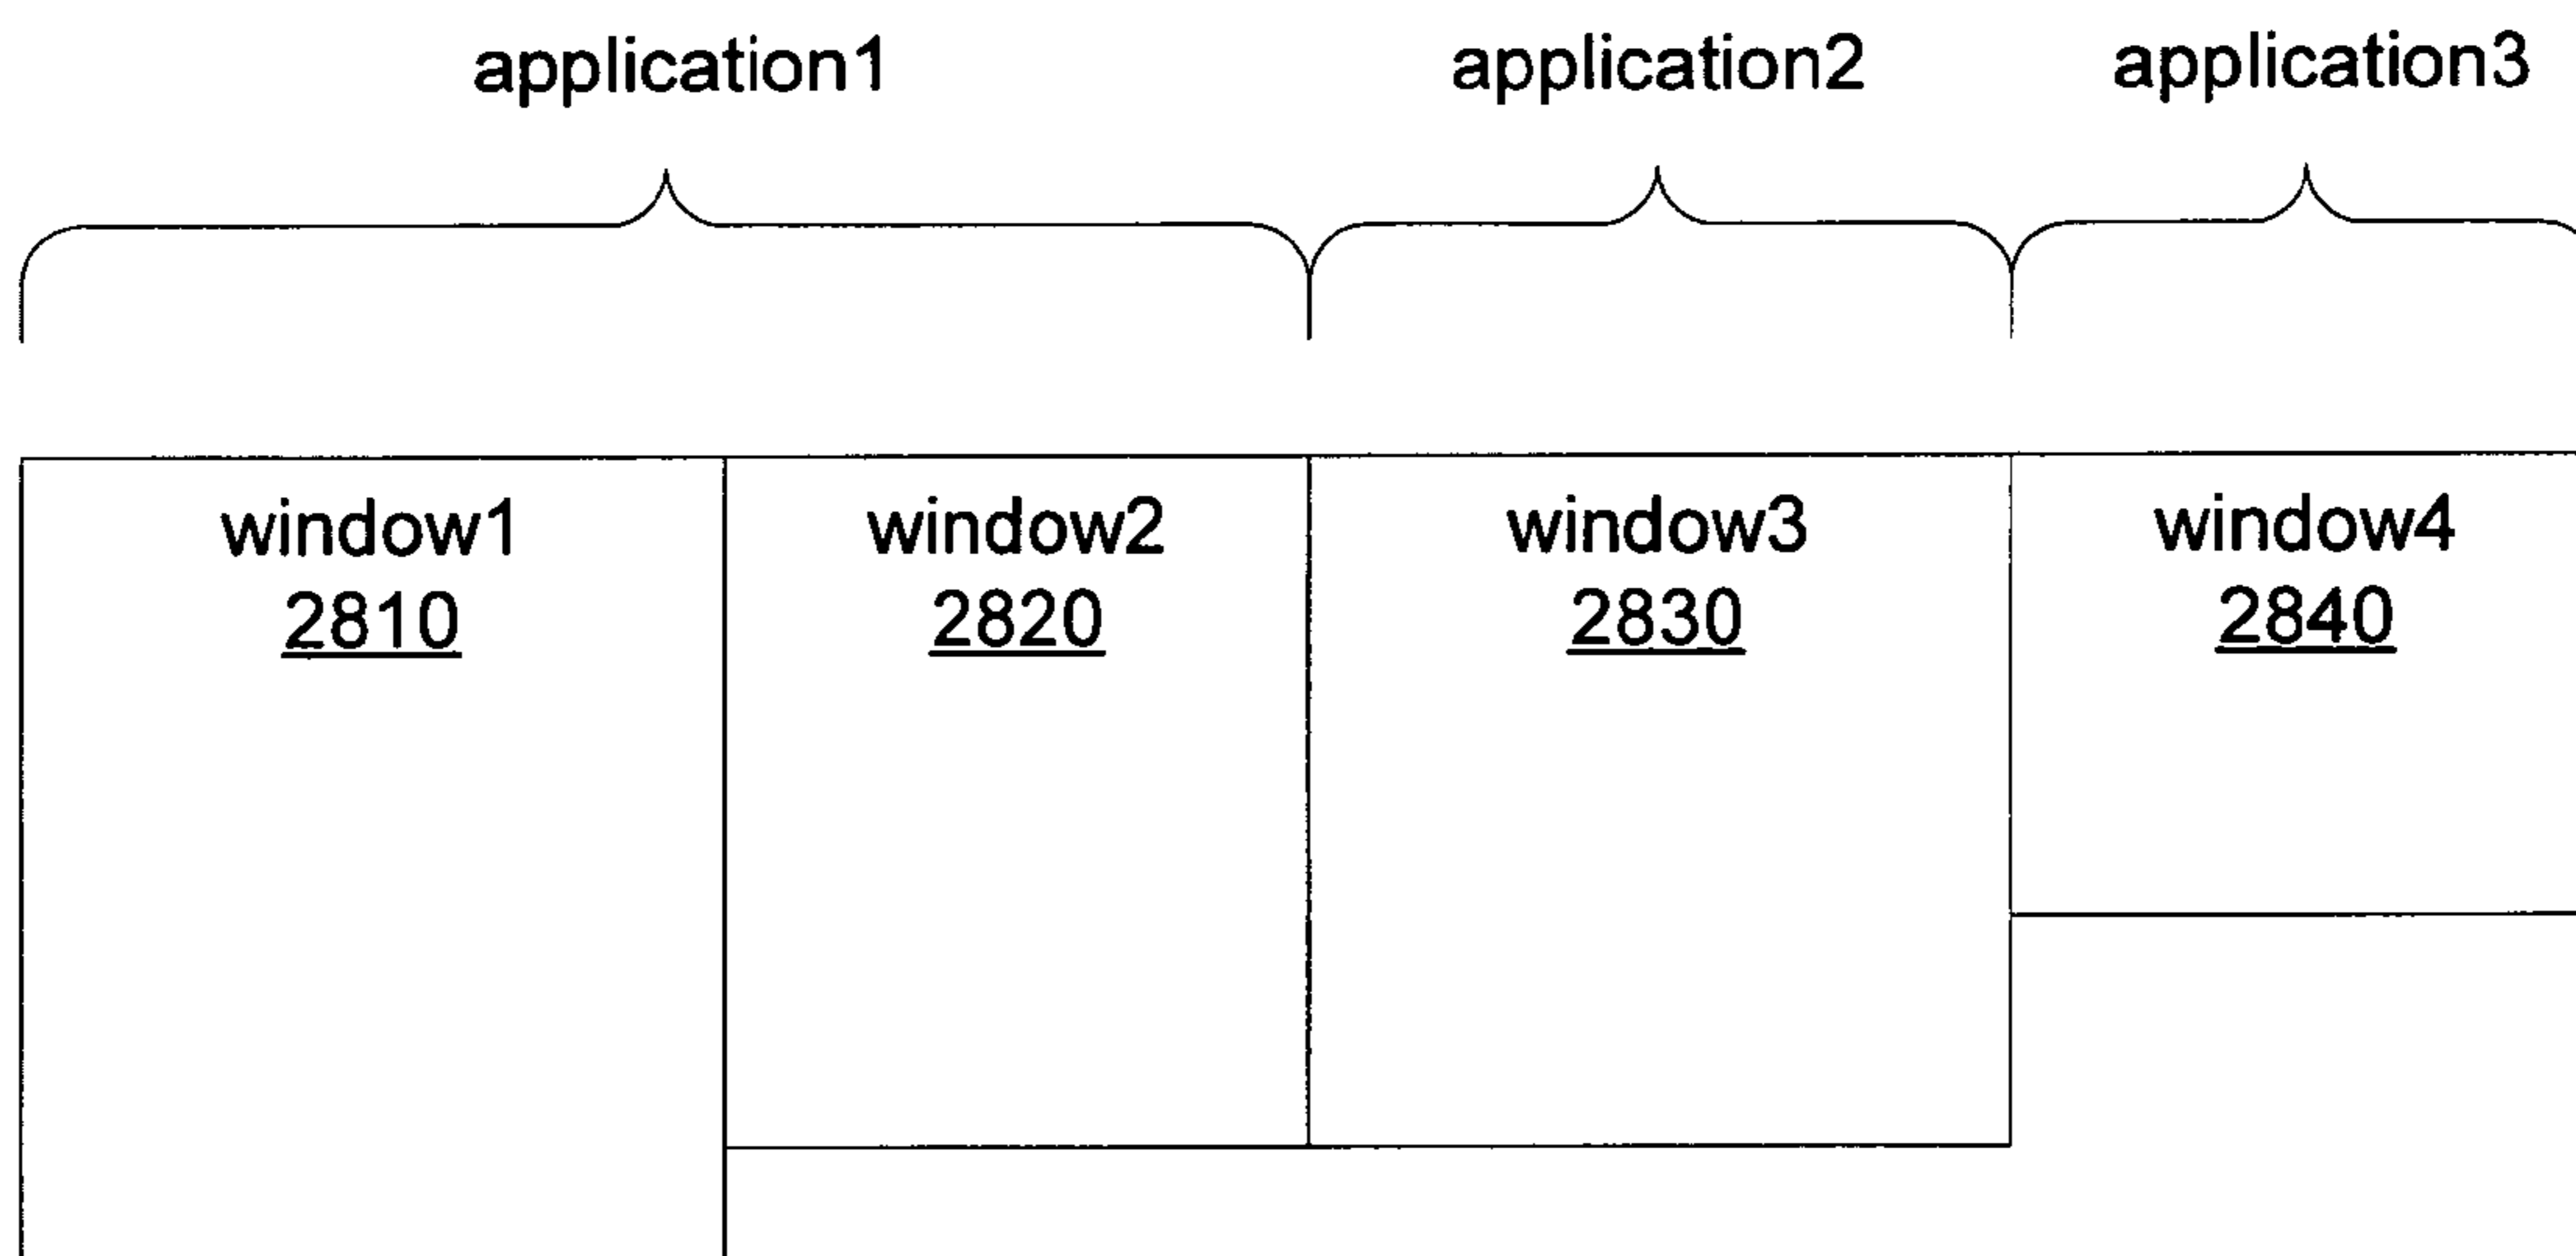 application1 application2 application3
window1 window2 window3 window4
2810 2820 2830 2840